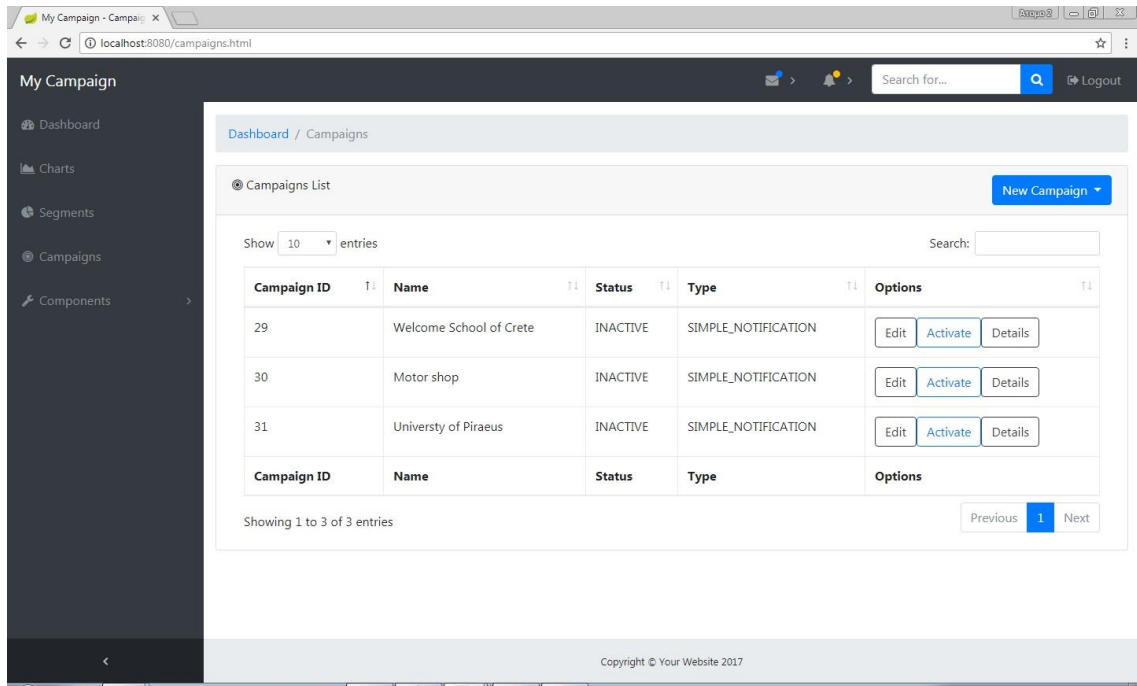 My Campaign - Campaig
localhost:8080/campaigns.html
My Campaign
Search for...
Logout
Dashboard
Charts
Segments
Campaigns
Components
Dashboard / Campaigns
Campaigns List
New Campaign
Show 10 entries
Search:
Campaign ID Name Status Type Options
29 Welcome School of Crete INACTIVE SIMPLE_NOTIFICATION Edit Activate Details
30 Motor shop INACTIVE SIMPLE_NOTIFICATION Edit Activate Details
31 Universty of Piraeus INACTIVE SIMPLE_NOTIFICATION Edit Activate Details
Campaign ID Name Status Type Options
Showing 1 to 3 of 3 entries
Previous 1 Next
Copyright © Your Website 2017